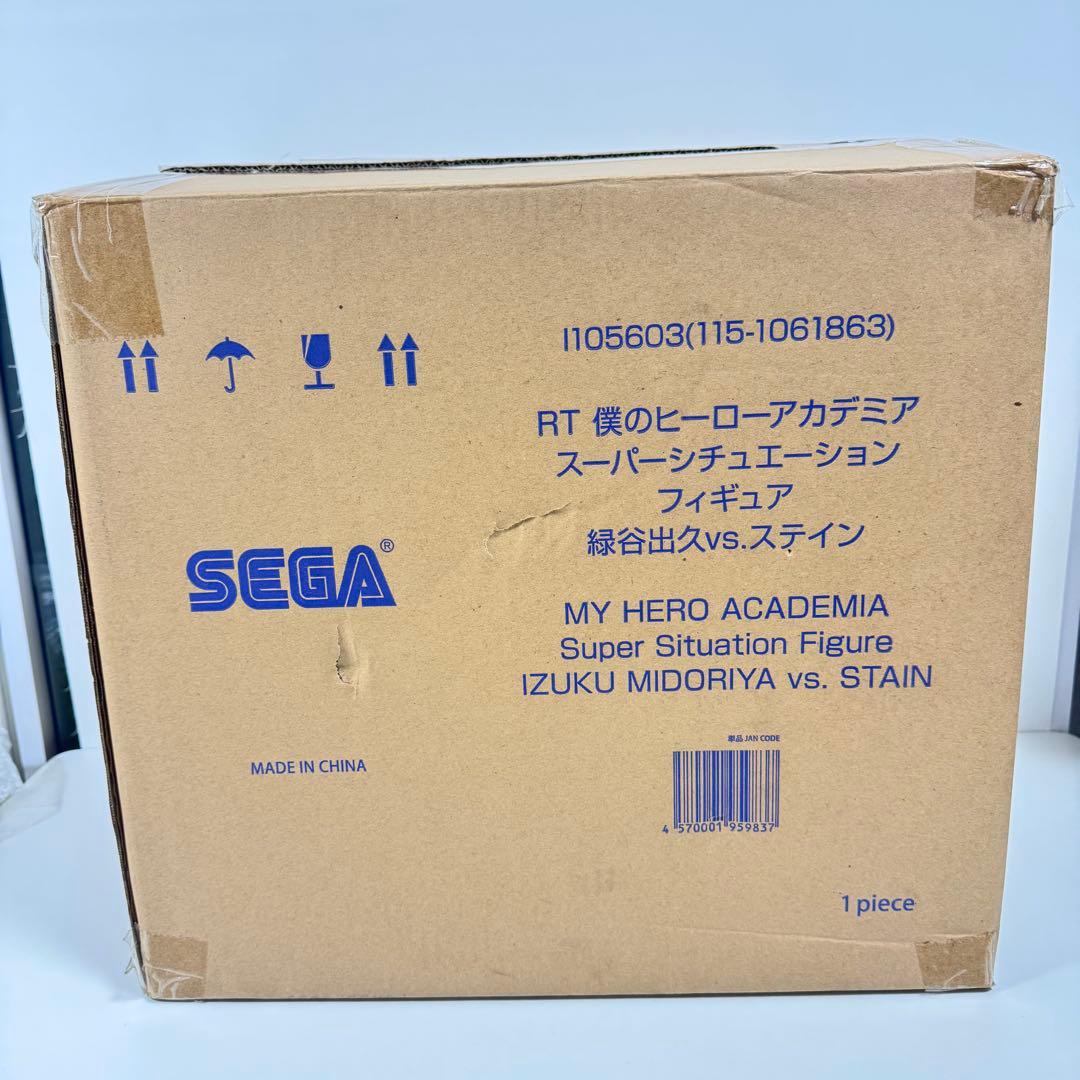 I105603(115-1061863)
RT 僕のヒーローアカデミア
スーパーシチュエーション
フィギュア
緑谷出久vs.ステイン
SEGA®
MY HERO ACADEMIA
Super Situation Figure
IZUKU MIDORIYA vs. STAIN
単品 JAN CODE
MADE IN CHINA
4 570001 959837
1 piece